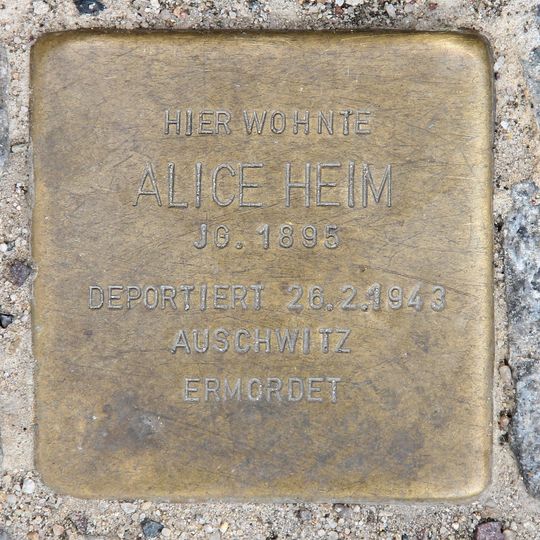 HIER WOHNTE
ALICE HEIM
JG. 1895
DEPORTIERT 26.2.1943
AUSCHWITZ
ERMORDET